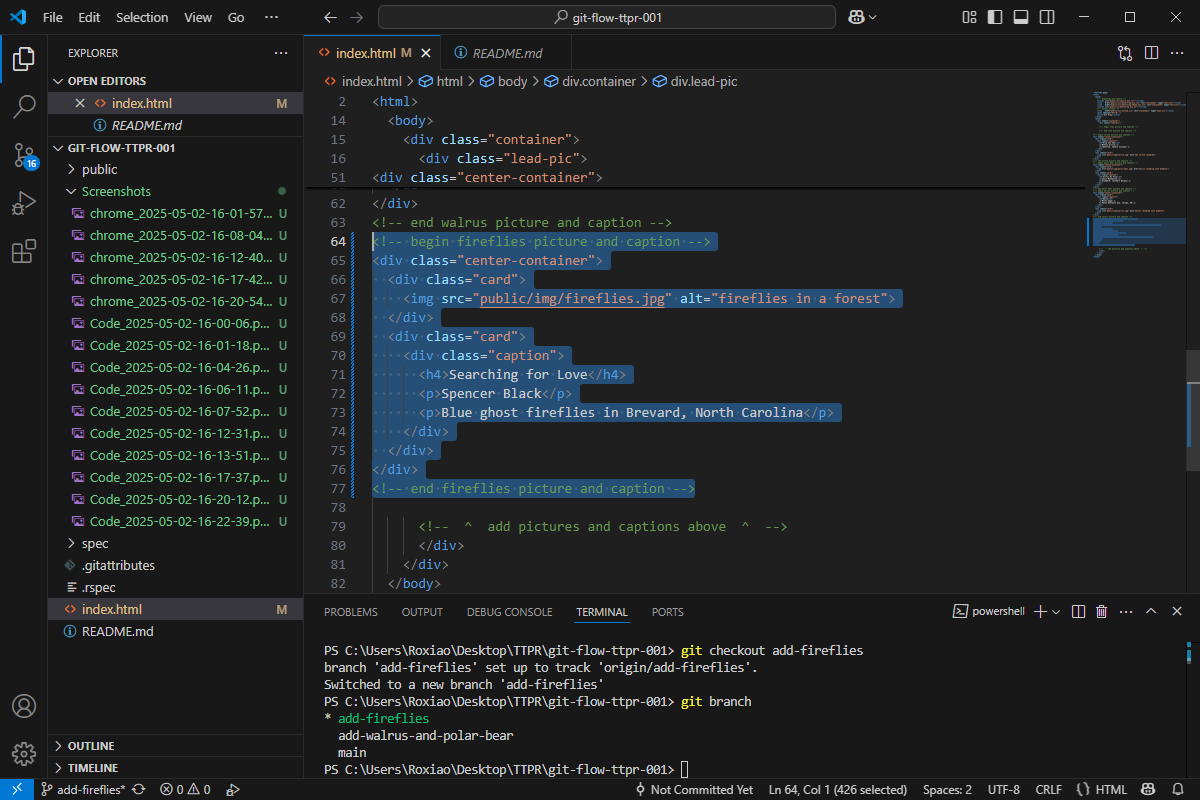 File Edit Selection View Go ··· git-flow-ttpr-001
EXPLORER ···
OPEN EDITORS
index.html M
README.md
GIT-FLOW-TTPR-001
public
Screenshots
chrome_2025-05-02-16-01-57... U
chrome_2025-05-02-16-08-04... U
chrome_2025-05-02-16-12-40... U
chrome_2025-05-02-16-17-42... U
chrome_2025-05-02-16-20-54... U
Code_2025-05-02-16-00-06.p... U
Code_2025-05-02-16-01-18.p... U
Code_2025-05-02-16-04-26.p... U
Code_2025-05-02-16-06-11.p... U
Code_2025-05-02-16-07-52.p... U
Code_2025-05-02-16-12-31.p... U
Code_2025-05-02-16-13-51.p... U
Code_2025-05-02-16-17-37.p... U
Code_2025-05-02-16-20-12.p... U
Code_2025-05-02-16-22-39.p... U
spec
.gitattributes
.rspec
index.html M
README.md
OUTLINE
TIMELINE
16
index.html M README.md
index.html > html > body > div.container > div.lead-pic
2 <html>
14 <body>
15 <div class="container">
16 <div class="lead-pic">
51 <div class="center-container">
62 </div>
63 <!-- end walrus picture and caption -->
64 <!-- begin fireflies picture and caption -->
65 <div class="center-container">
66 <div class="card">
67 <img src="public/img/fireflies.jpg" alt="fireflies in a forest">
68 </div>
69 <div class="card">
70 <div class="caption">
71 <h4>Searching for Love</h4>
72 <p>Spencer Black</p>
73 <p>Blue ghost fireflies in Brevard, North Carolina</p>
74 </div>
75 </div>
76 </div>
77 <!-- end fireflies picture and caption -->
78
79 <!-- ^ add pictures and captions above ^ -->
80 </div>
81 </div>
82 </body>
PROBLEMS OUTPUT DEBUG CONSOLE TERMINAL PORTS powershell
PS C:\Users\Roxiao\Desktop\TTPR\git-flow-ttpr-001> git checkout add-fireflies
branch 'add-fireflies' set up to track 'origin/add-fireflies'.
Switched to a new branch 'add-fireflies'
PS C:\Users\Roxiao\Desktop\TTPR\git-flow-ttpr-001> git branch
* add-fireflies
add-walrus-and-polar-bear
main
PS C:\Users\Roxiao\Desktop\TTPR\git-flow-ttpr-001>
add-fireflies* 0 0 Not Committed Yet Ln 64, Col 1 (426 selected) Spaces: 2 UTF-8 CRLF {} HTML